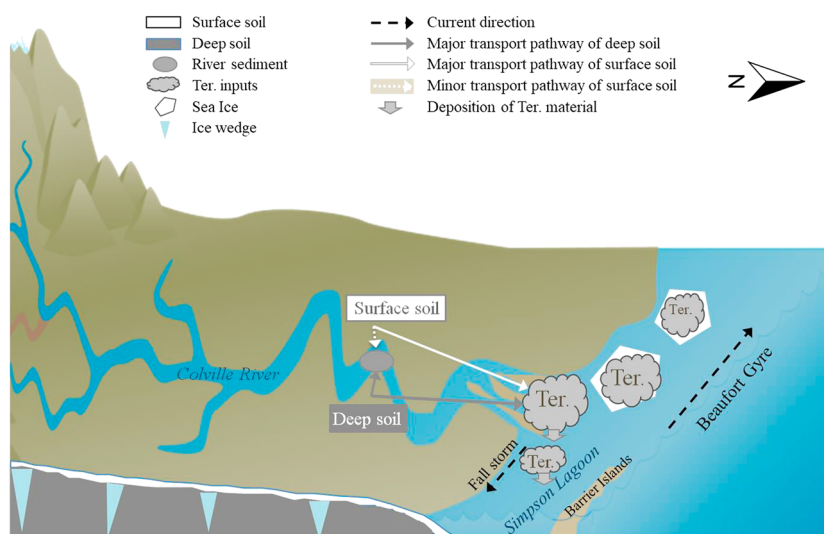 Surface soil
Deep soil
River sediment
Ter. inputs
Sea Ice
Ice wedge
Current direction
Major transport pathway of deep soil
Major transport pathway of surface soil
Minor transport pathway of surface soil
Deposition of Ter. material
N
Surface soil
Colville River
Deep soil
Ter.
Ter.
Ter.
Ter.
Fall storm
Simpson Lagoon
Barrier Islands
Beaufort Gyre